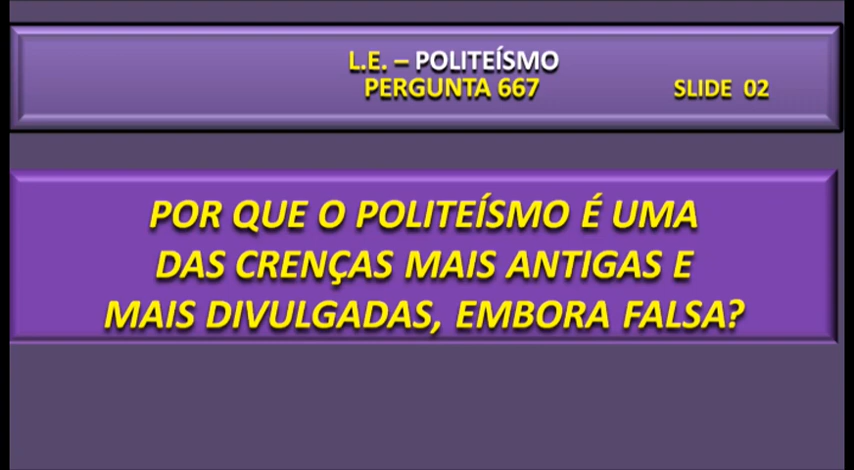 L.E. – POLITEÍSMO
PERGUNTA 667
SLIDE 02
POR QUE O POLITEÍSMO É UMA
DAS CRENÇAS MAIS ANTIGAS E
MAIS DIVULGADAS, EMBORA FALSA?